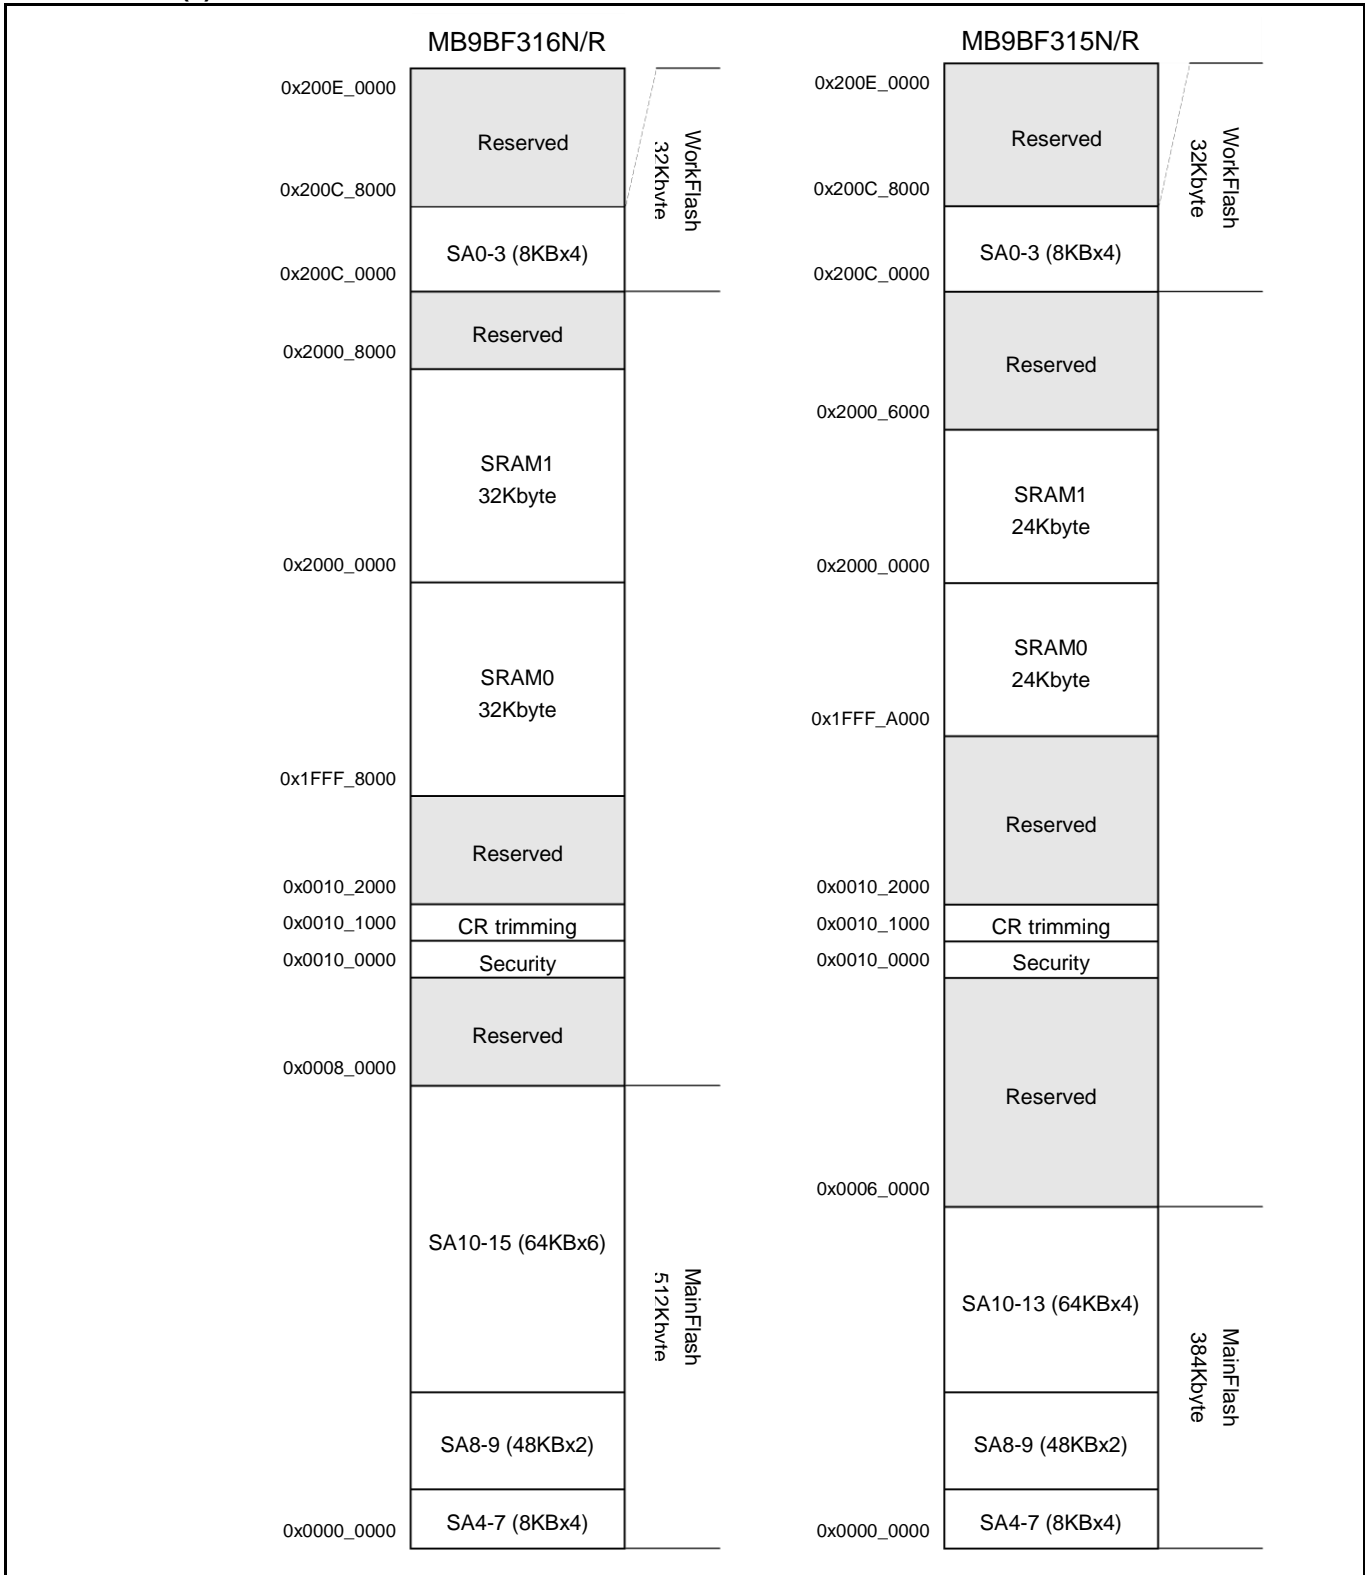 MB9BF316N/R
0x200E_0000
Reserved
0x200C_8000
SA0-3 (8KBx4)
0x200C_0000
Reserved
0x2000_8000
SRAM1
32Kbyte
0x2000_0000
SRAM0
32Kbyte
0x1FFF_8000
Reserved
0x0010_2000
0x0010_1000
CR trimming
0x0010_0000
Security
Reserved
0x0008_0000
SA10-15 (64KBx6)
SA8-9 (48KBx2)
SA4-7 (8KBx4)
0x0000_0000
WorkFlash
32Kbyte
MainFlash
512Kbyte
MB9BF315N/R
0x200E_0000
Reserved
0x200C_8000
SA0-3 (8KBx4)
0x200C_0000
Reserved
0x2000_6000
SRAM1
24Kbyte
0x2000_0000
SRAM0
24Kbyte
0x1FFF_A000
Reserved
0x0010_2000
0x0010_1000
CR trimming
0x0010_0000
Security
Reserved
0x0006_0000
SA10-13 (64KBx4)
SA8-9 (48KBx2)
SA4-7 (8KBx4)
0x0000_0000
WorkFlash
32Kbyte
MainFlash
384Kbyte